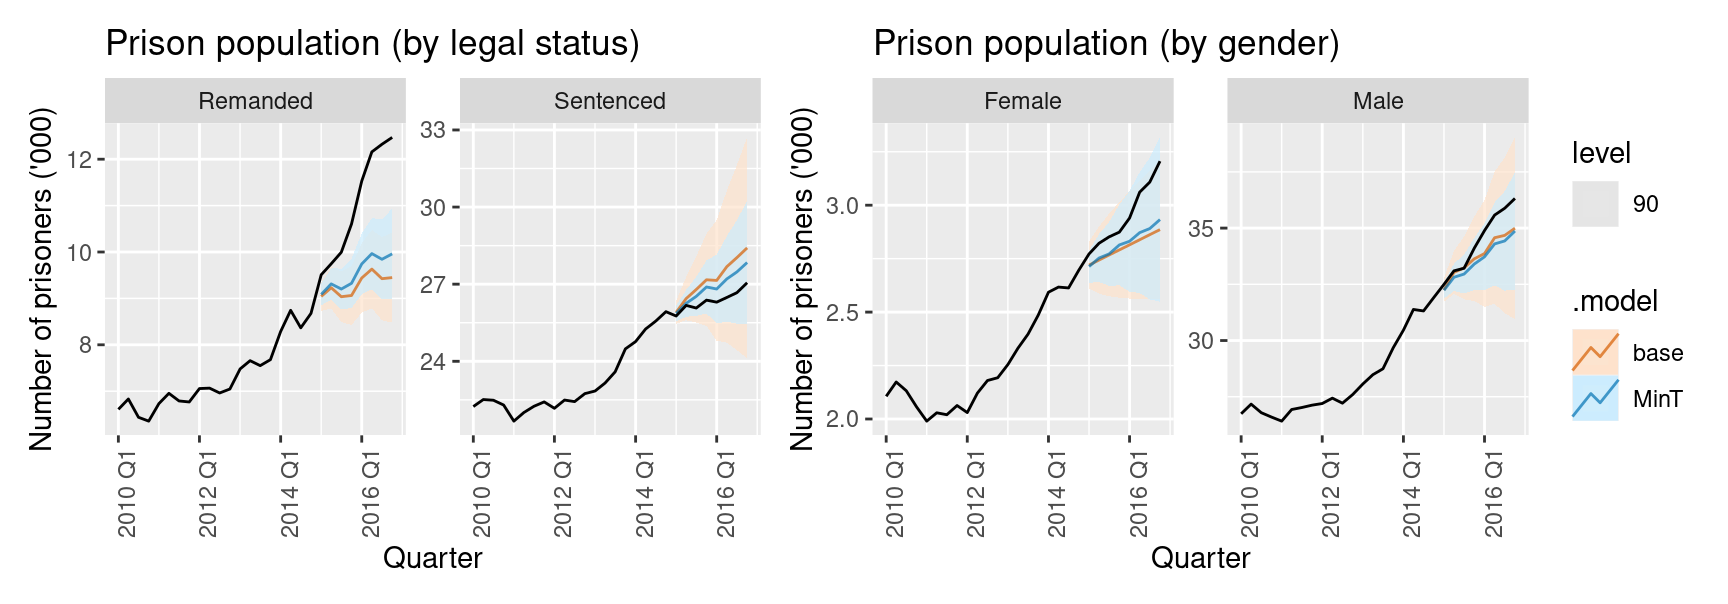 Prison population (by legal status)
Prison population (by gender)
Remanded
Sentenced
Female
Male
Number of prisoners ('000)
12
10
8
33
30
27
24
2010 Q1
2012 Q1
2014 Q1
2016 Q1
2010 Q1
2012 Q1
2014 Q1
2016 Q1
Quarter
Number of prisoners ('000)
3.0
2.5
2.0
35
30
2010 Q1
2012 Q1
2014 Q1
2016 Q1
2010 Q1
2012 Q1
2014 Q1
2016 Q1
Quarter
level
90
.model
base
MinT